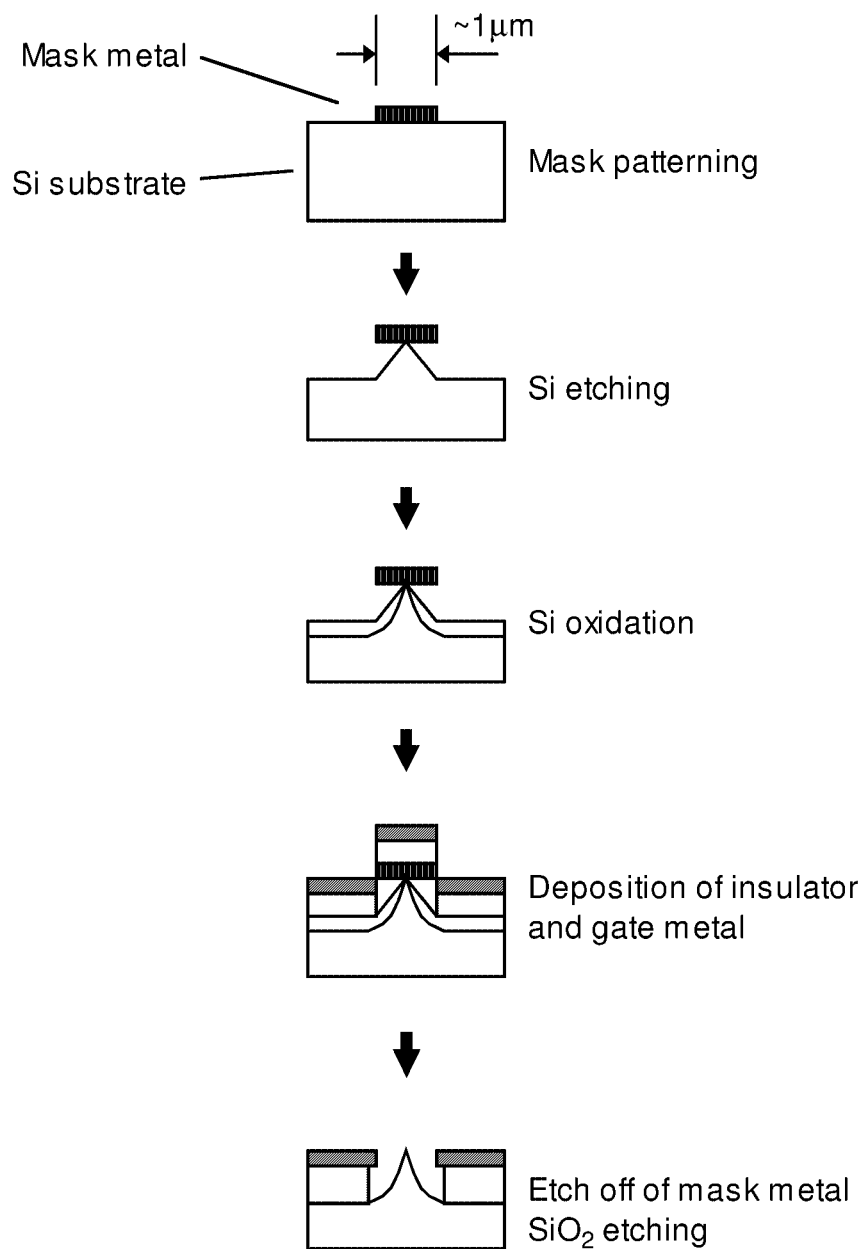 ~1μm
Mask metal
Si substrate
Mask patterning
Si etching
Si oxidation
Deposition of insulator
and gate metal
Etch off of mask metal
SiO₂ etching